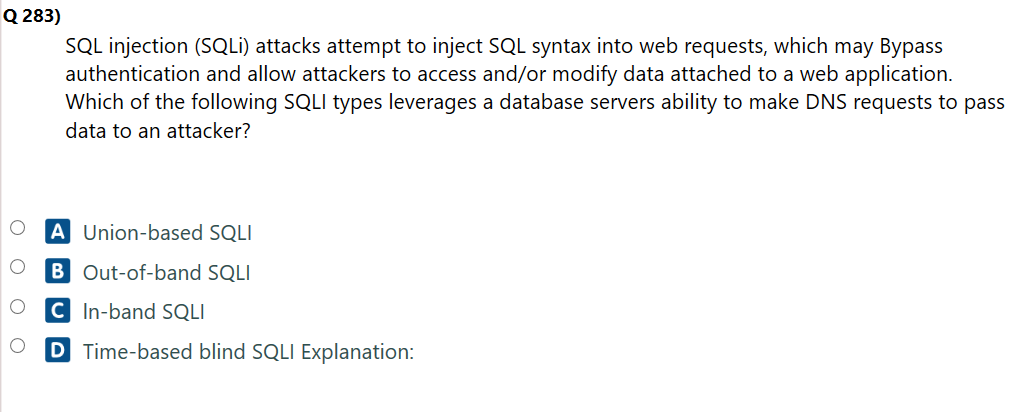 Q 283)
SQL injection (SQLi) attacks attempt to inject SQL syntax into web requests, which may Bypass
authentication and allow attackers to access and/or modify data attached to a web application.
Which of the following SQLI types leverages a database servers ability to make DNS requests to pass
data to an attacker?
A Union-based SQLI
B Out-of-band SQLI
C In-band SQLI
D Time-based blind SQLI Explanation: